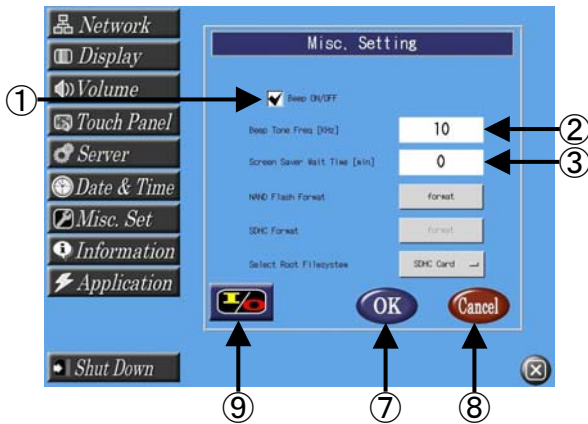 Network
Display
Volume
Touch Panel
Server
Date & Time
Misc. Set
Information
Application
Shut Down
Misc. Setting
① Beep ON/OFF
Beep Tone Freq [KHz] 10 ②
Screen Saver Wait Time [min] 0 ③
NAND Flash Format format
SDHC Format format
Select Root Filesystem SDHC Card
I/O OK Cancel
⑨ ⑦ ⑧